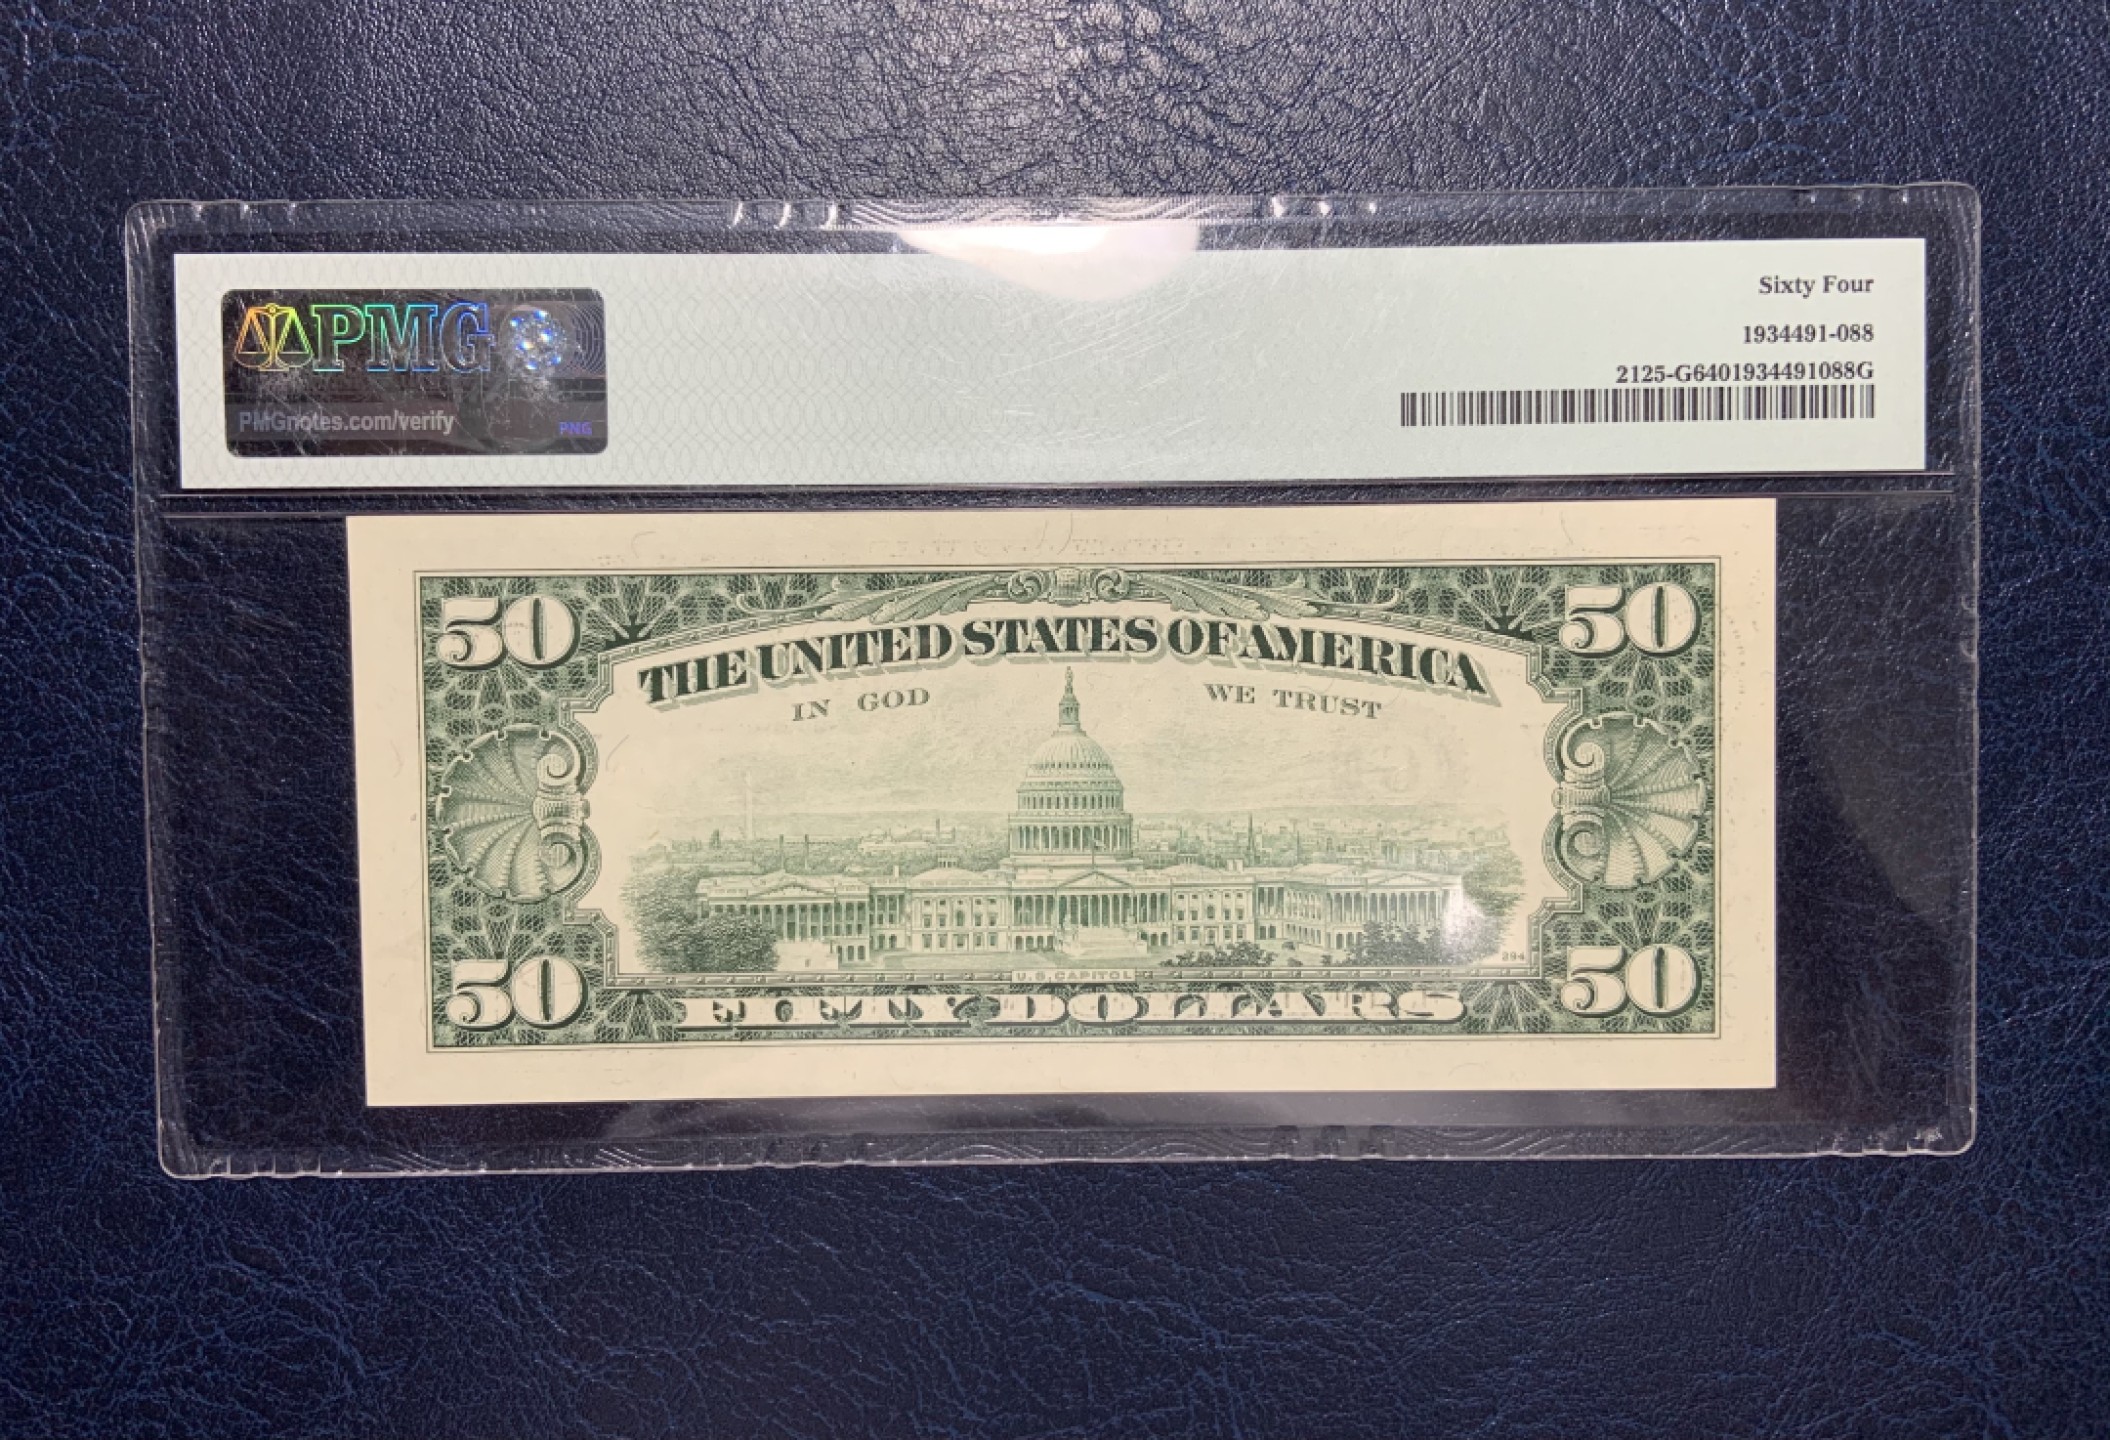 PMG
PMGnotes.com/verify
PNG
Sixty Four
1934491-088
2125-G6401934491088G
50
50
THE UNITED STATES OF AMERICA
IN GOD WE TRUST
294
U.S. CAPITOL
50
50
FIFTY DOLLARS